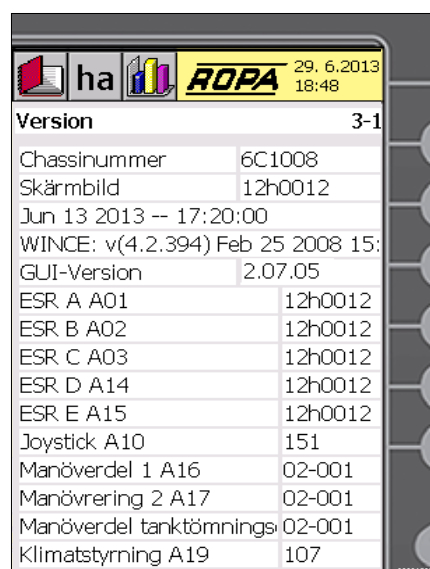 ha ROPA 29. 6.2013
18:48
Version 3-1
Chassinummer 6C1008
Skärmbild 12h0012
Jun 13 2013 -- 17:20:00
WINCE: v(4.2.394) Feb 25 2008 15:
GUI-Version 2.07.05
ESR A A01 12h0012
ESR B A02 12h0012
ESR C A03 12h0012
ESR D A14 12h0012
ESR E A15 12h0012
Joystick A10 151
Manöverdel 1 A16 02-001
Manövrering 2 A17 02-001
Manöverdel tanktömnings 02-001
Klimatstyrning A19 107